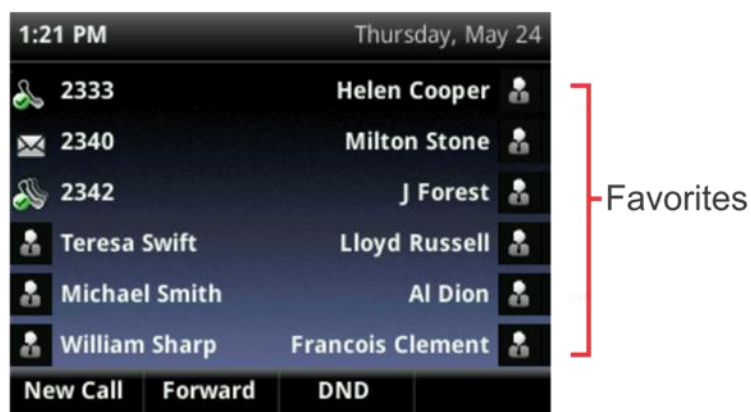 1:21 PM Thursday, May 24
2333 Helen Cooper
2340 Milton Stone
2342 J Forest
Teresa Swift Lloyd Russell
Michael Smith Al Dion
William Sharp Francois Clement
New Call Forward DND
Favorites